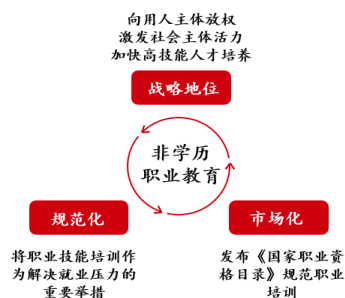 向用人主体放权
激发社会主体活力
加快高技能人才培养
战略地位
非学历
职业教育
规范化
将职业技能培训作
为解决就业压力的
重要举措
市场化
发布《国家职业资
格目录》规范职业
培训